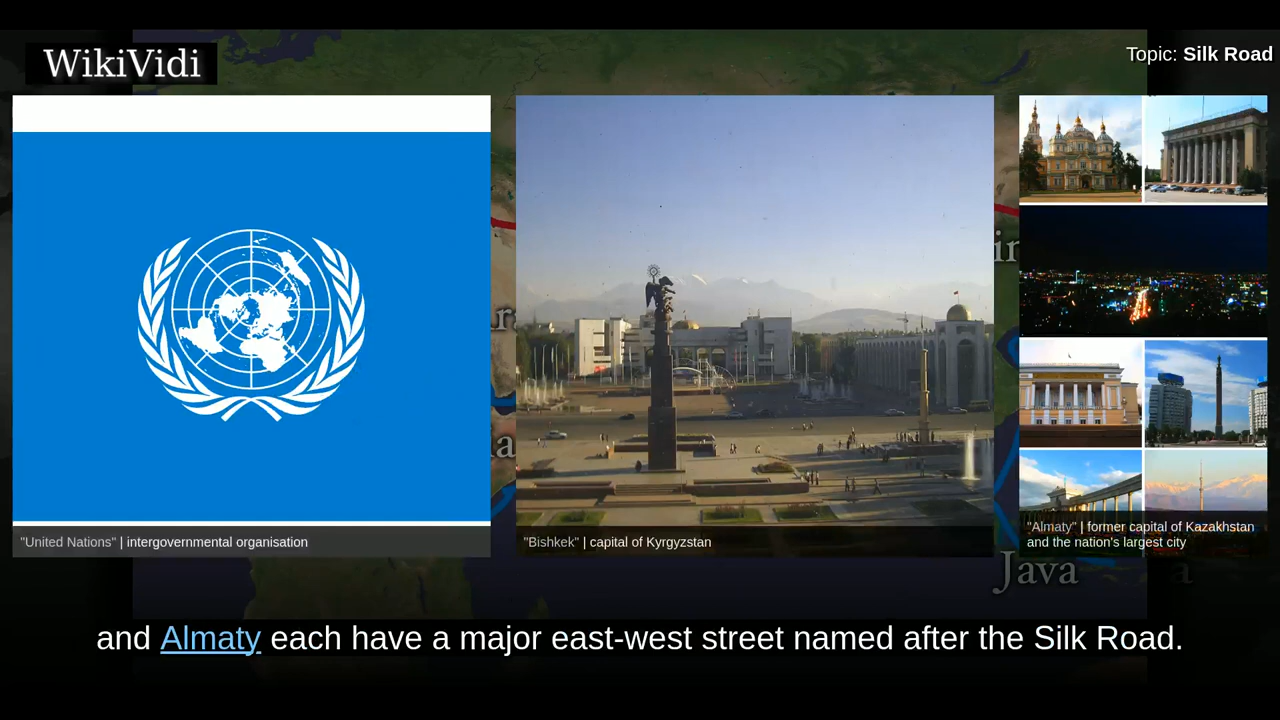 WikiVidi
Topic: Silk Road
"United Nations" | intergovernmental organisation
"Bishkek" | capital of Kyrgyzstan
"Almaty" | former capital of Kazakhstan
and the nation's largest city
Java
and Almaty each have a major east-west street named after the Silk Road.